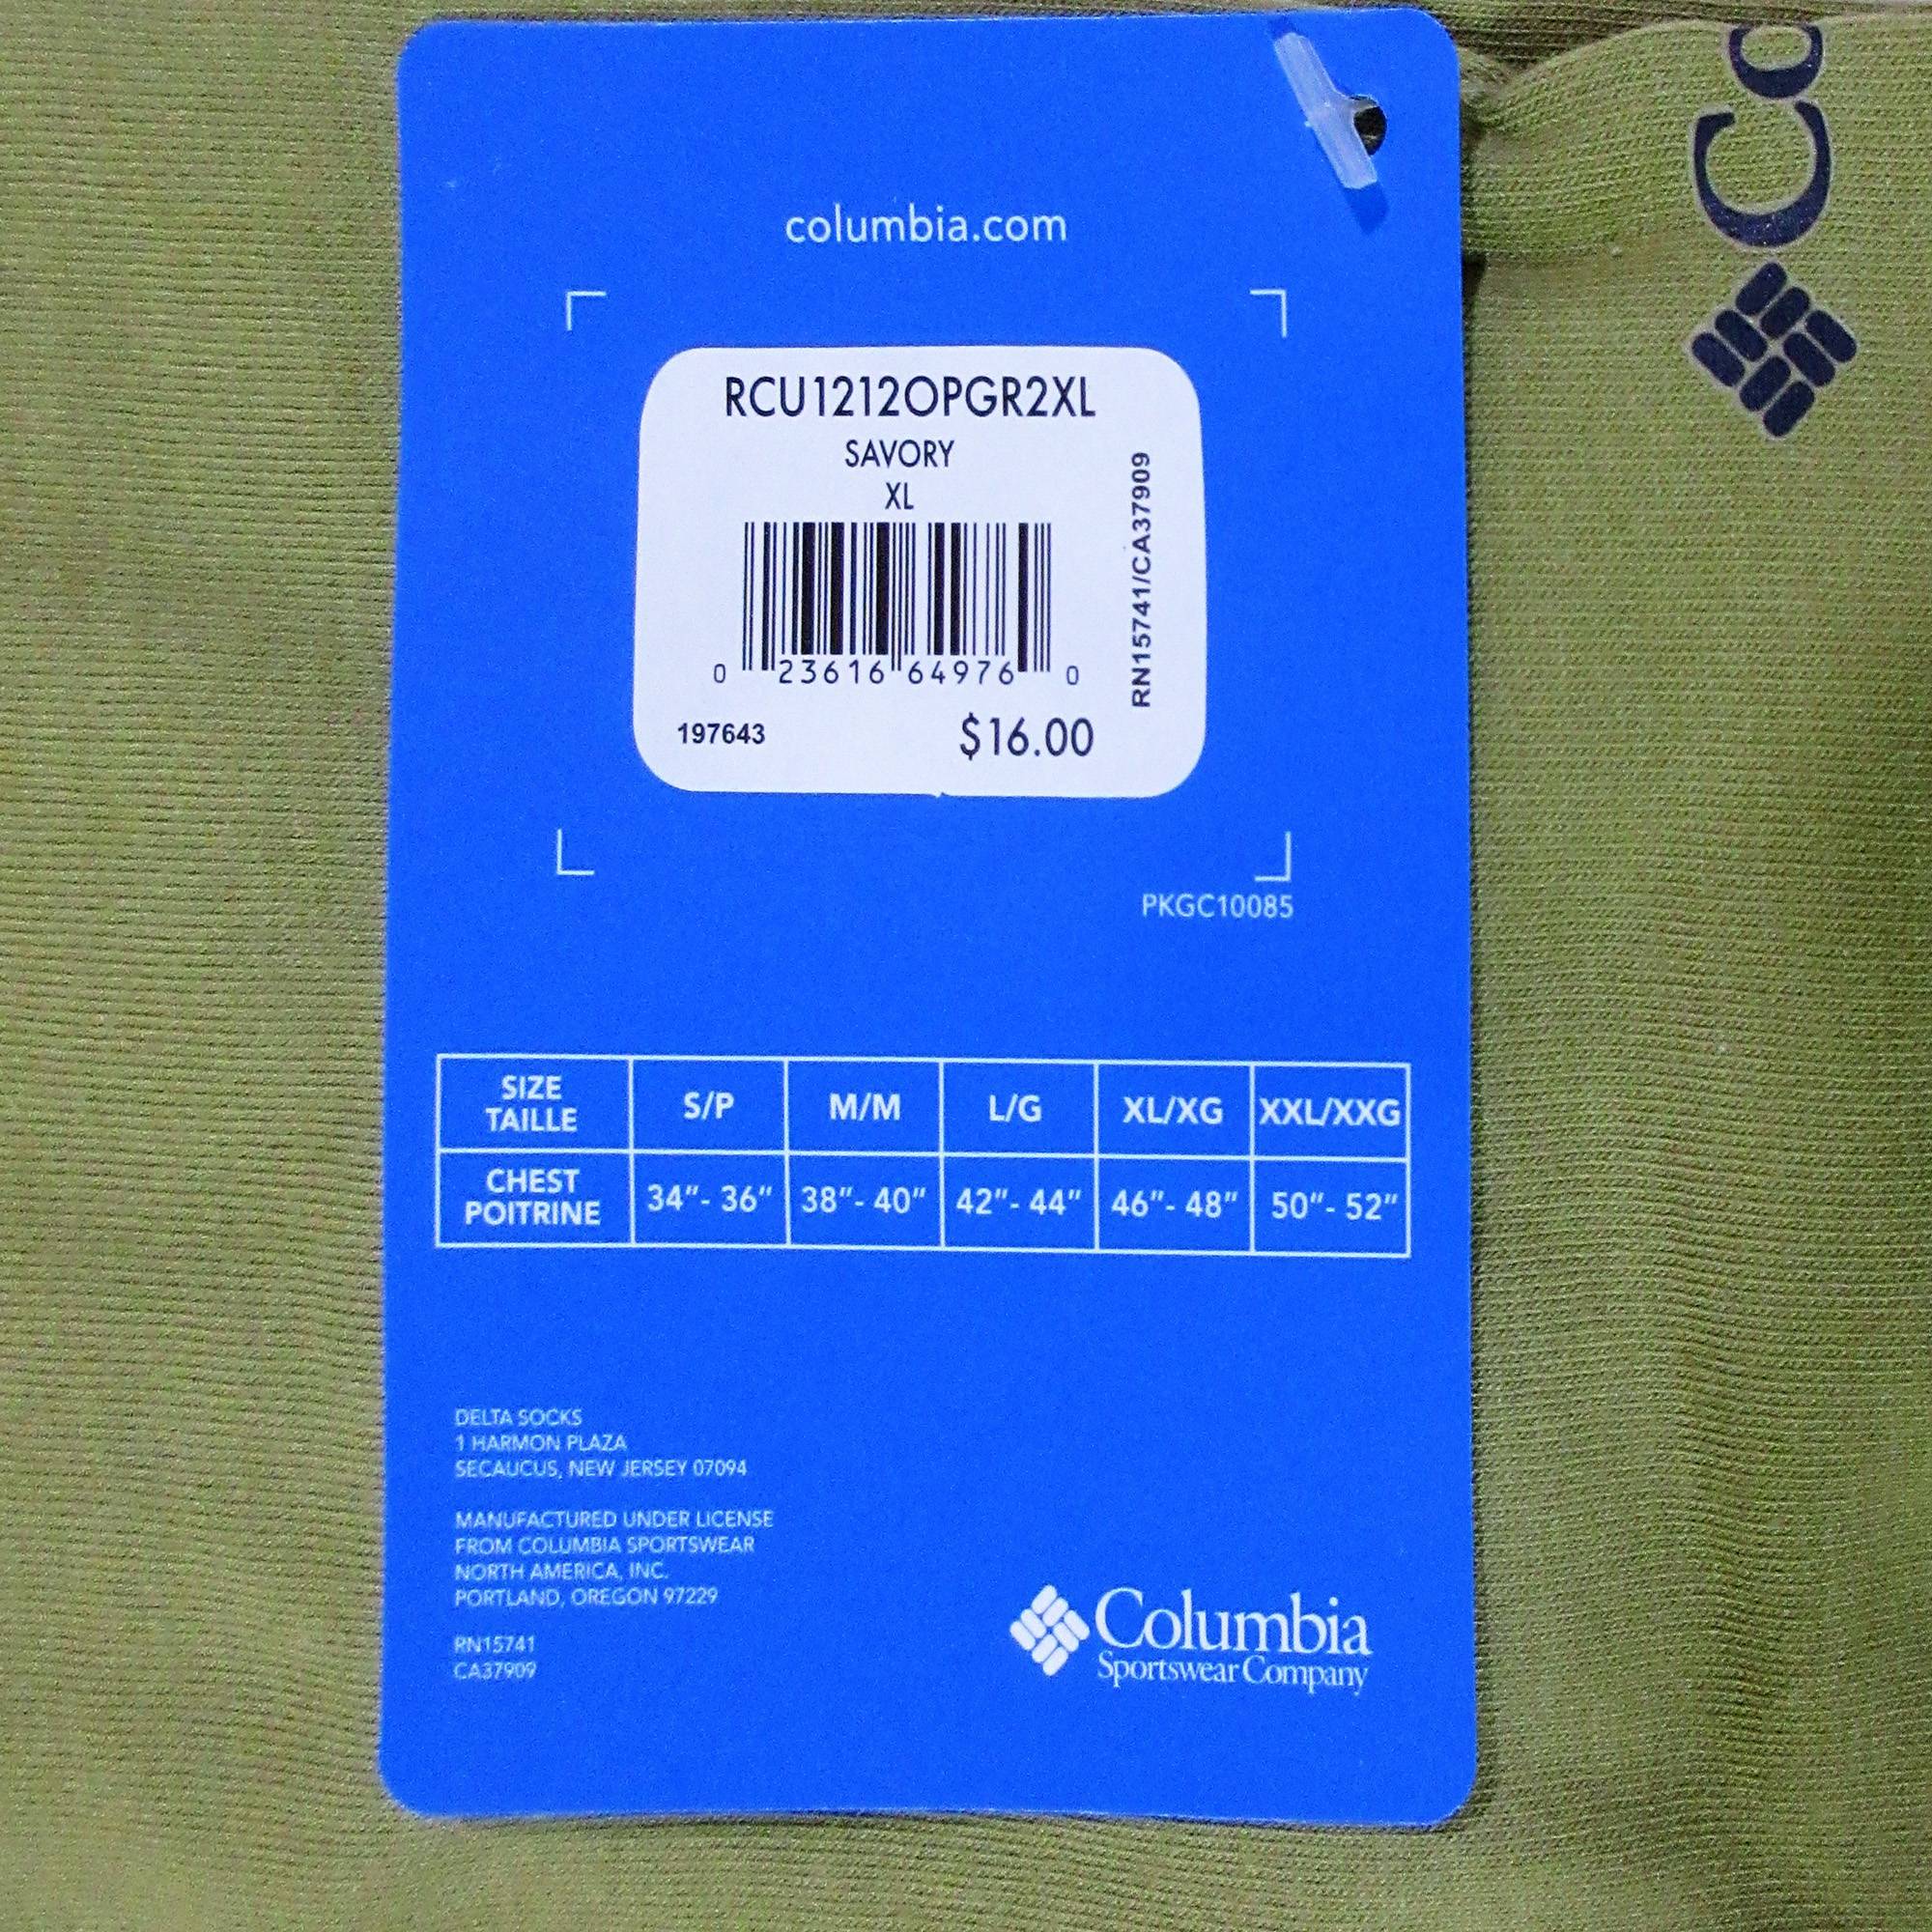 columbia.com
RCU1212OPGR2XL
SAVORY
XL
0 23616 64976 0
RN15741/CA37909
197643 $16.00
PKGC10085
SIZE TAILLE S/P M/M L/G XL/XG XXL/XXG
CHEST POITRINE 34"- 36" 38"- 40" 42"- 44" 46"- 48" 50"- 52"
DELTA SOCKS
1 HARMON PLAZA
SECAUCUS, NEW JERSEY 07094
MANUFACTURED UNDER LICENSE
FROM COLUMBIA SPORTSWEAR
NORTH AMERICA, INC.
PORTLAND, OREGON 97229
RN15741
CA37909
Columbia
Sportswear Company
Co